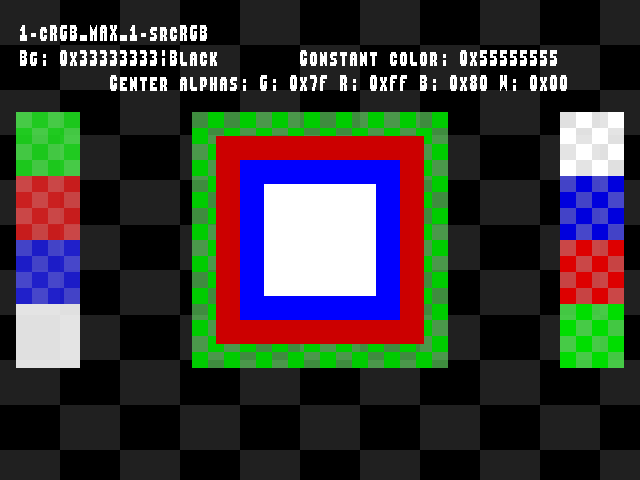 1-cRGB_MAX_1-srcRGB
Bg: 0x33333333¦Black Constant color: 0x55555555
Center alphas: G: 0x7f R: 0xff B: 0x80 W: 0x00